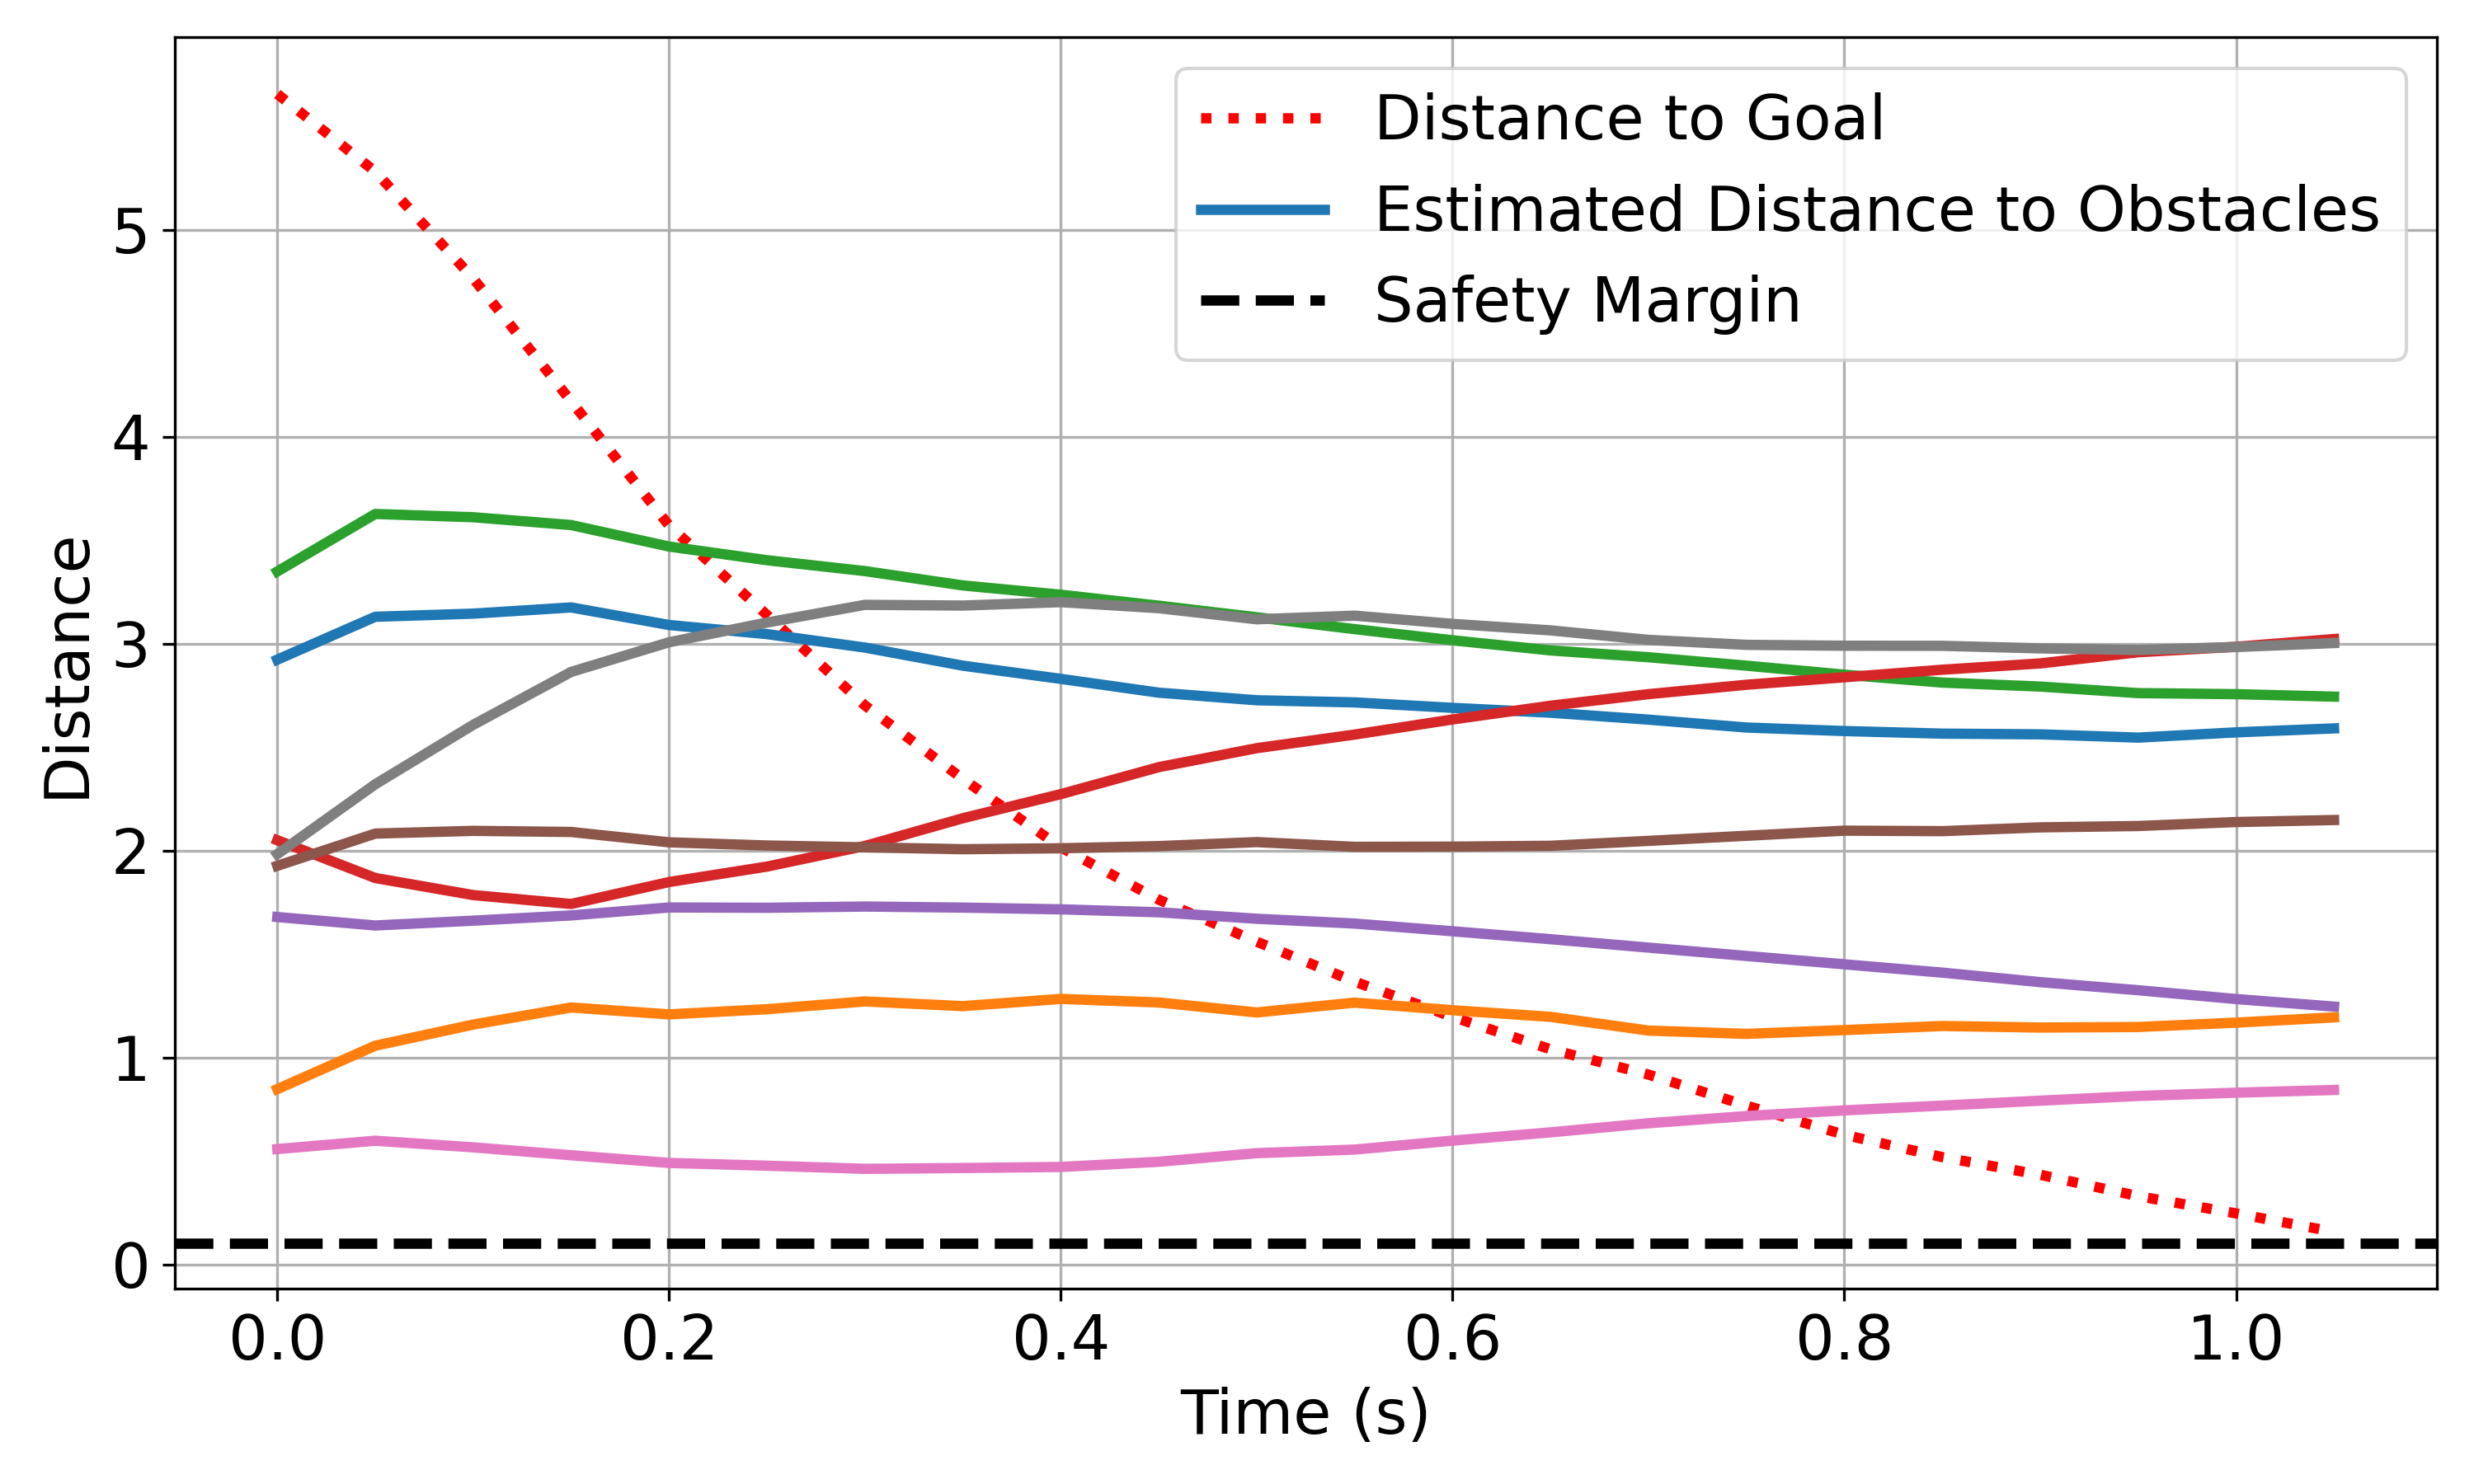 Distance to Goal
Estimated Distance to Obstacles
Safety Margin
5
4
3
2
1
0
Distance
0.0 0.2 0.4 0.6 0.8 1.0
Time (s)